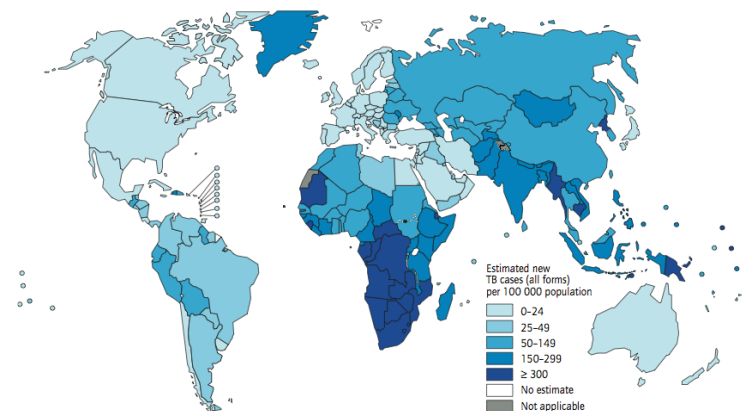 Estimated new
TB cases (all forms)
per 100 000 population
0–24
25–49
50–149
150–299
≥ 300
No estimate
Not applicable